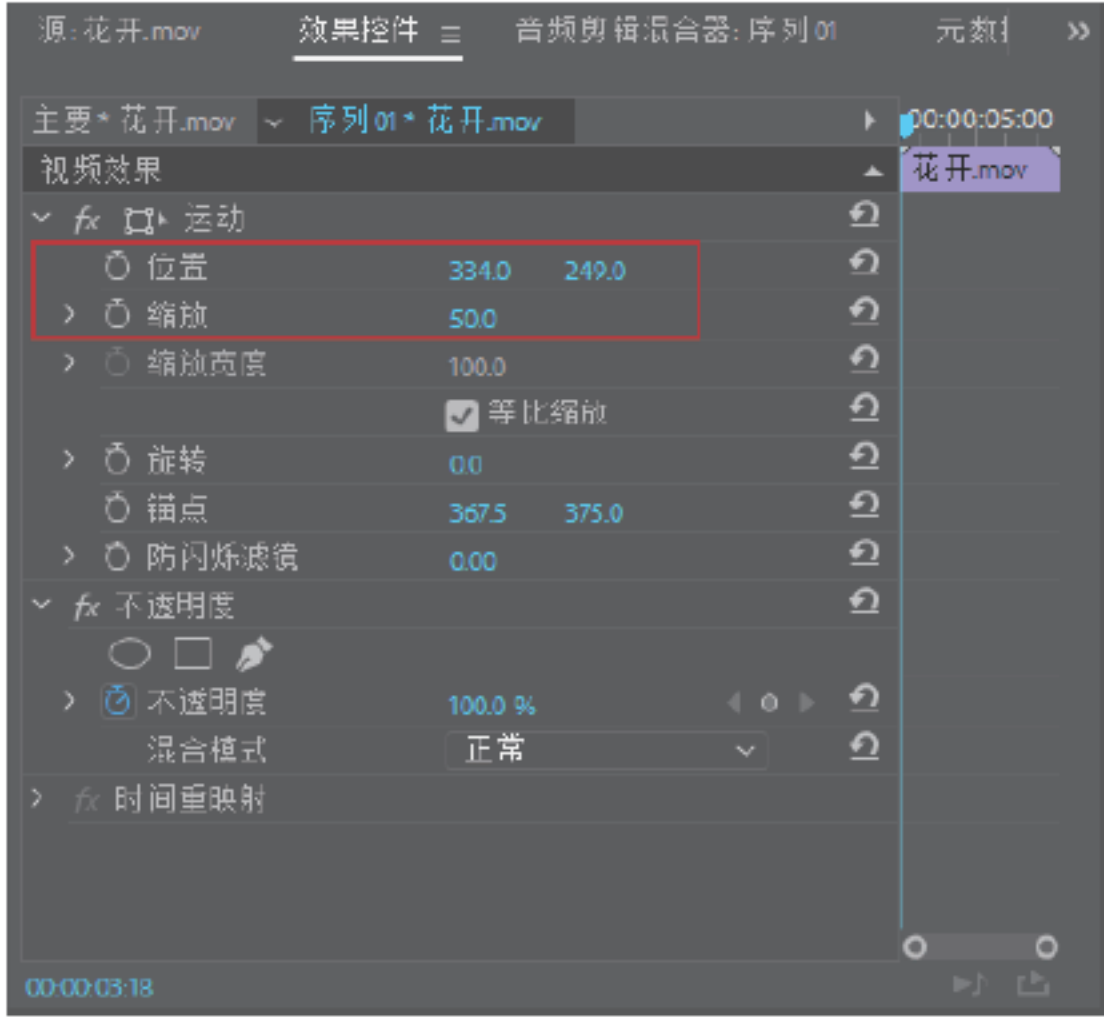 源:花开.mov 效果控件 音频剪辑混合器:序列 01 元数
主要*花开.mov 序列 01*花开.mov 00:00:05:00
视频效果 花开.mov
fx 运动
位置 334.0 249.0
缩放 50.0
缩放宽度 100.0
等比缩放
旋转 0.0
锚点 367.5 375.0
防闪烁滤镜 0.00
fx 不透明度
不透明度 100.0 %
混合模式 正常
fx 时间重映射
00:00:03:18